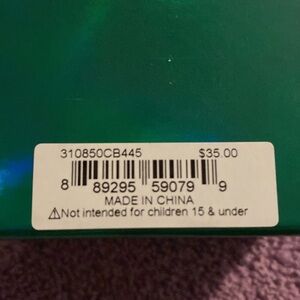 310850CB445 $35.00
8 89295 59079 9
MADE IN CHINA
⚠Not intended for children 15 & under